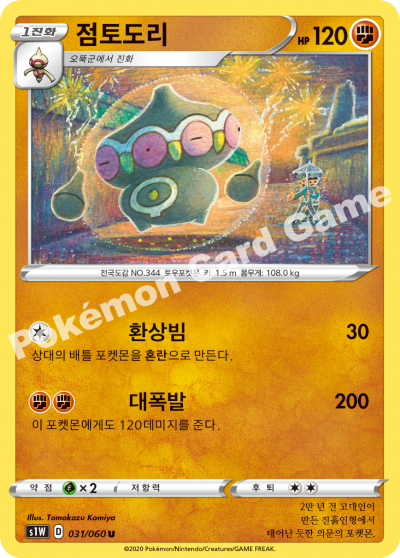 1진화
점토도리
HP 120
오뚝군에서 진화
전국도감 NO.344 토우포켓몬 키: 1.5 m 몸무게: 108.0 kg
Pokémon Card Game
환상빔 30
상대의 배틀 포켓몬을 혼란으로 만든다.
대폭발 200
이 포켓몬에게도 120데미지를 준다.
약점 ×2 저항력 후퇴
Illus. Tomokazu Komiya
s1W D 031/060 U
2만 년 전 고대인이
만든 진흙인형에서
태어난 듯한 의문의 포켓몬.
©2020 Pokémon/Nintendo/Creatures/GAME FREAK.